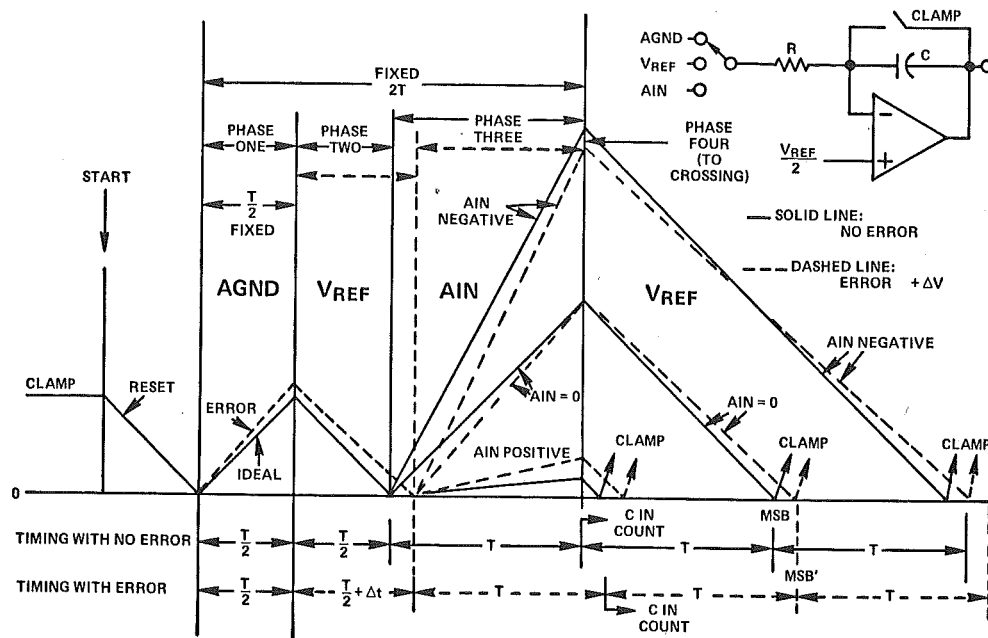 CLAMP
AGND
VREF
AIN
R
C
-
+
VREF/2
FIXED
2T
PHASE
ONE
PHASE
TWO
PHASE
THREE
PHASE
FOUR
(TO
CROSSING)
START
T/2
FIXED
AIN
NEGATIVE
SOLID LINE:
NO ERROR
DASHED LINE:
ERROR + ΔV
AGND
VREF
AIN
VREF
CLAMP
RESET
ERROR
IDEAL
AIN = 0
AIN POSITIVE
AIN NEGATIVE
AIN = 0
CLAMP
CLAMP
CLAMP
0
C IN
COUNT
MSB
TIMING WITH NO ERROR
T/2
T/2
T
T
T
MSB'
TIMING WITH ERROR
T/2
T/2 + Δt
T
T
T
C IN
COUNT